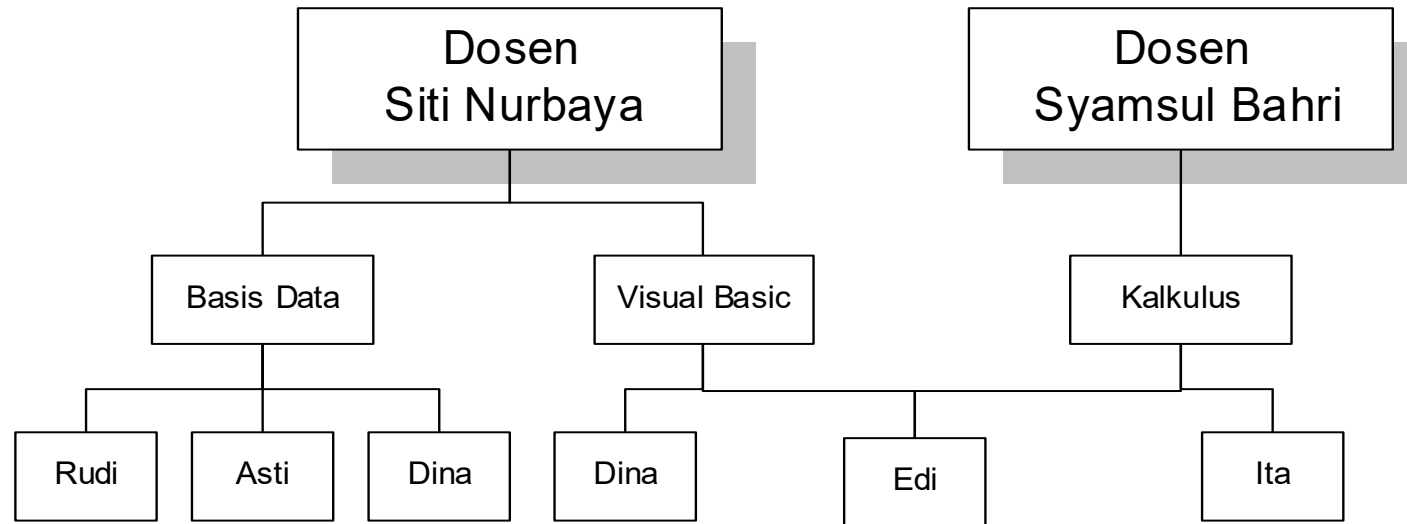 Dosen
Siti Nurbaya
Dosen
Syamsul Bahri
Basis Data
Visual Basic
Kalkulus
Rudi
Asti
Dina
Dina
Edi
Ita